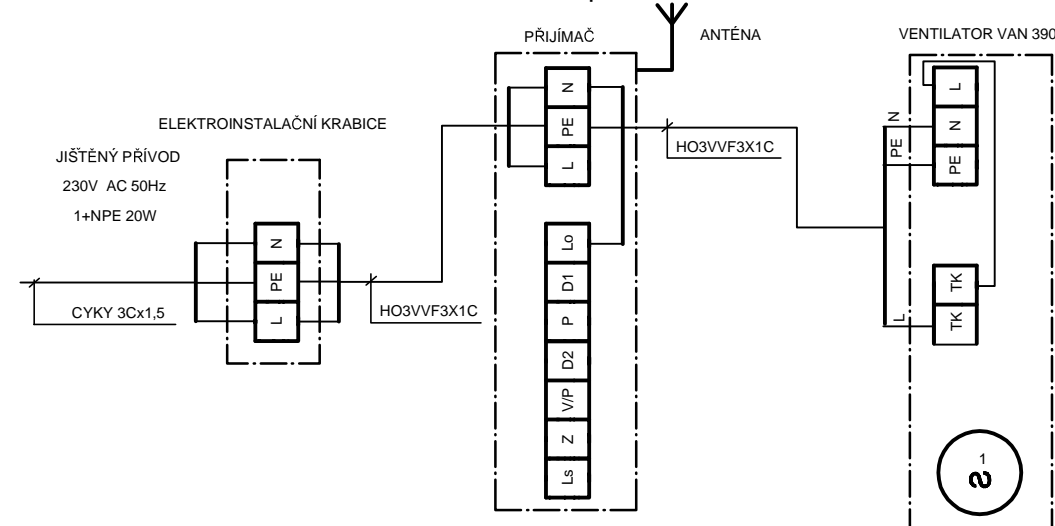 PŘIJÍMAČ
ANTÉNA
VENTILATOR VAN 390
ELEKTROINSTALAČNÍ KRABICE
JIŠTĚNÝ PŘÍVOD
230V AC 50Hz
1+NPE 20W
CYKY 3Cx1,5
N
PE
L
HO3VVF3X1C
N
PE
L
Lo
D1
P
D2
V/P
Z
Ls
HO3VVF3X1C
N
PE
L
L
N
PE
TK
TK
1
2